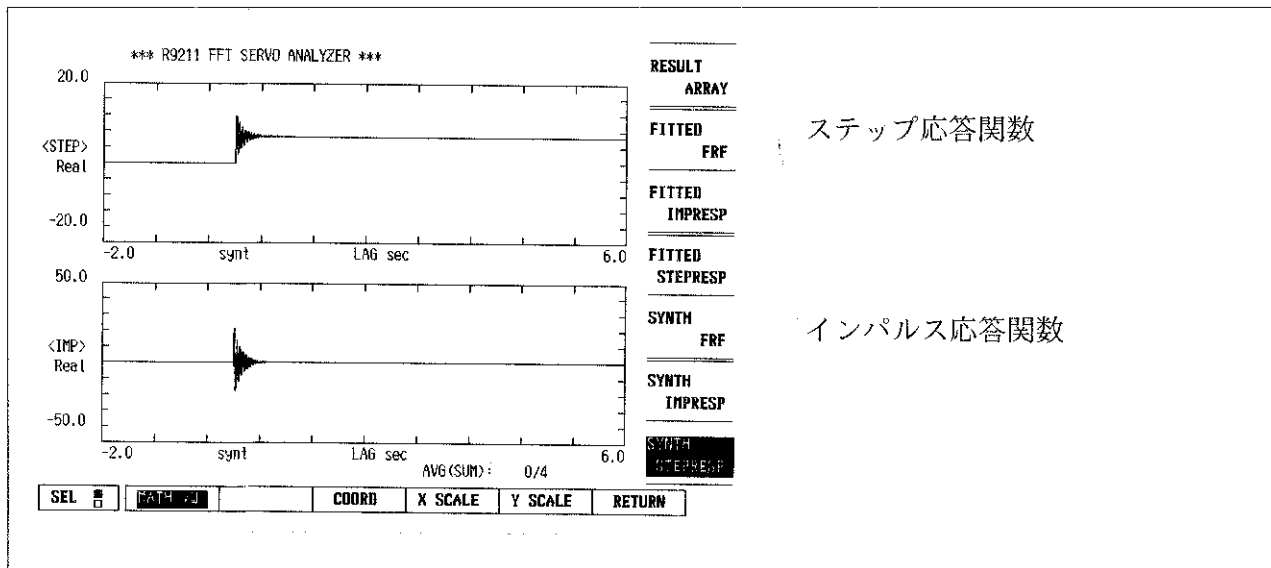 *** R9211 FFT SERVO ANALYZER ***
20.0
<STEP>
Real
-20.0
-2.0
synt
LAG sec
6.0
50.0
<IMP>
Real
-50.0
-2.0
synt
LAG sec
6.0
AVG(SUM): 0/4
RESULT
ARRAY
FITTED
FRF
FITTED
IMPRESP
FITTED
STEPRESP
SYNTH
FRF
SYNTH
IMPRESP
SYNTH
STEPRESP
ステップ応答関数
インパルス応答関数
SEL
MATH
COORD
X SCALE
Y SCALE
RETURN